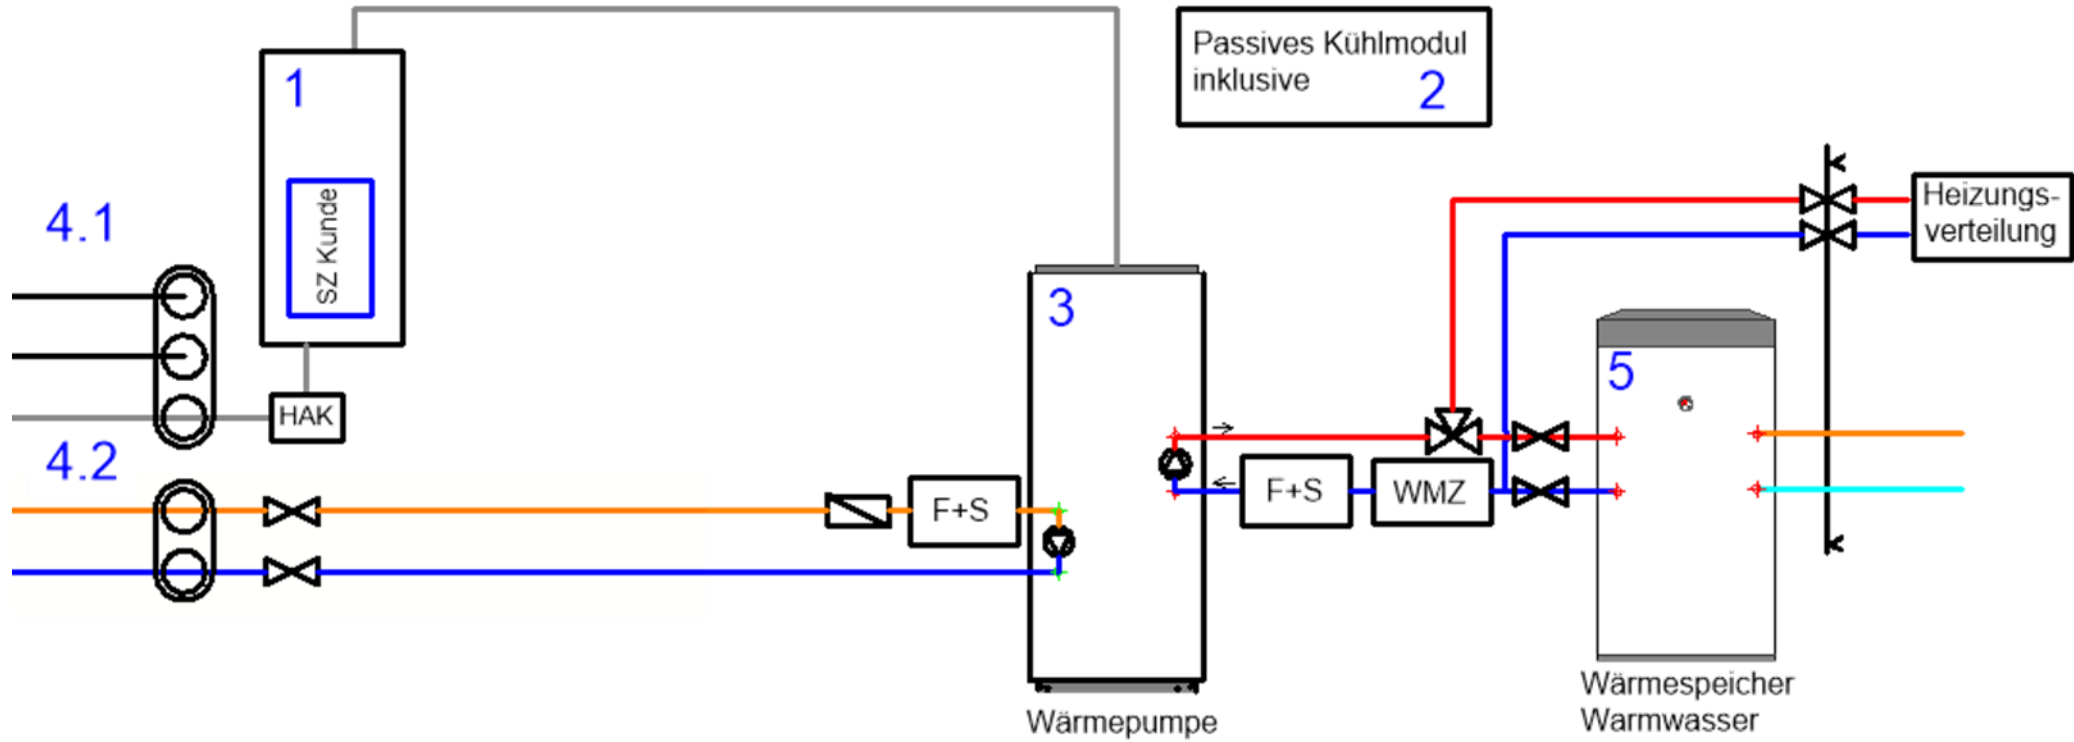 1
SZ Kunde
Passives Kühlmodul
inklusive 2
4.1
HAK
4.2
F+S
3
Wärmepumpe
F+S
WMZ
Heizungs-
verteilung
5
Wärmespeicher
Warmwasser